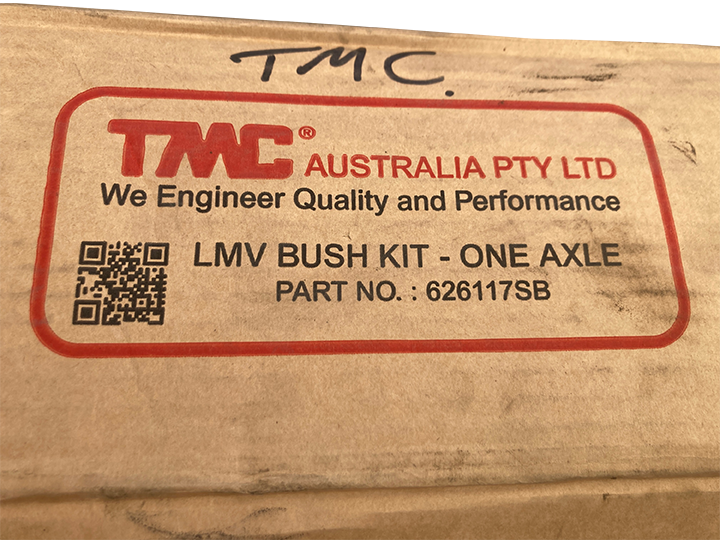 TMC.
TMC® AUSTRALIA PTY LTD
We Engineer Quality and Performance
LMV BUSH KIT - ONE AXLE
PART NO. : 626117SB